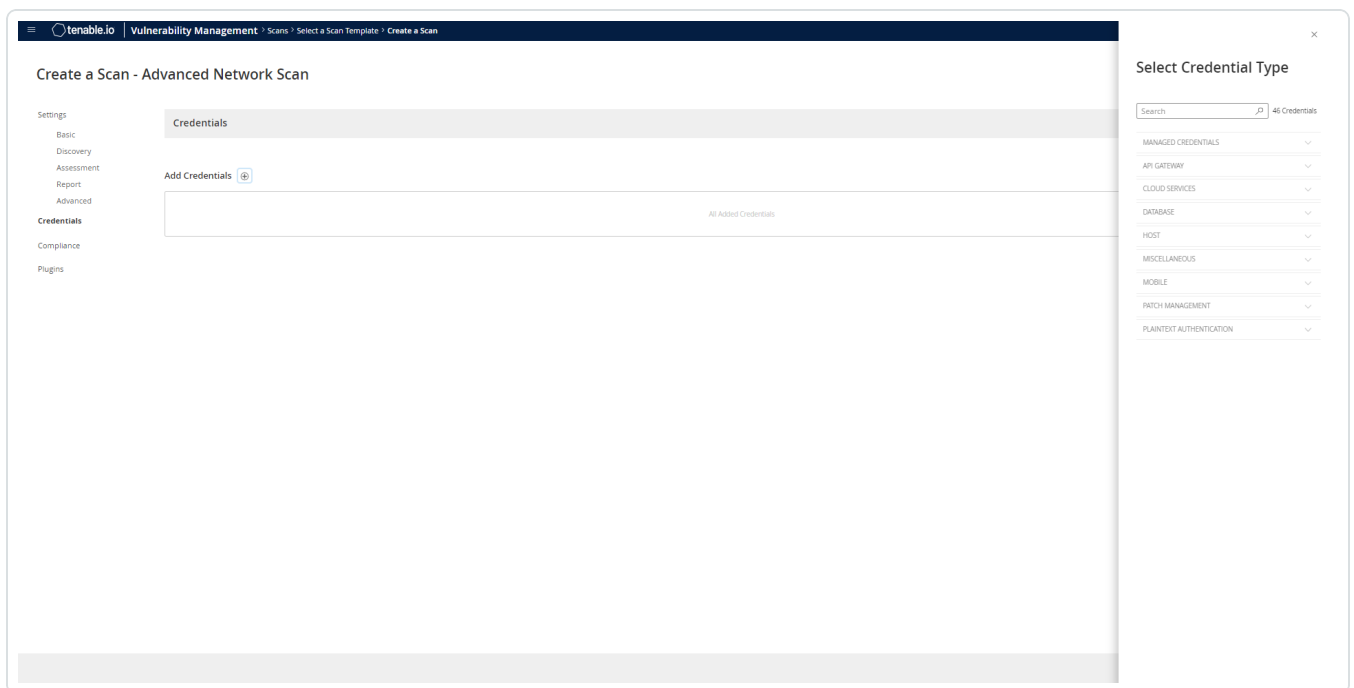 tenable.io Vulnerability Management > Scans > Select a Scan Template > Create a Scan
Create a Scan - Advanced Network Scan
Settings
Basic
Discovery
Assessment
Report
Advanced
Credentials
Compliance
Plugins
Credentials
Add Credentials
All Added Credentials
Select Credential Type
Search
46 Credentials
MANAGED CREDENTIALS
API GATEWAY
CLOUD SERVICES
DATABASE
HOST
MISCELLANEOUS
MOBILE
PATCH MANAGEMENT
PLAINTEXT AUTHENTICATION